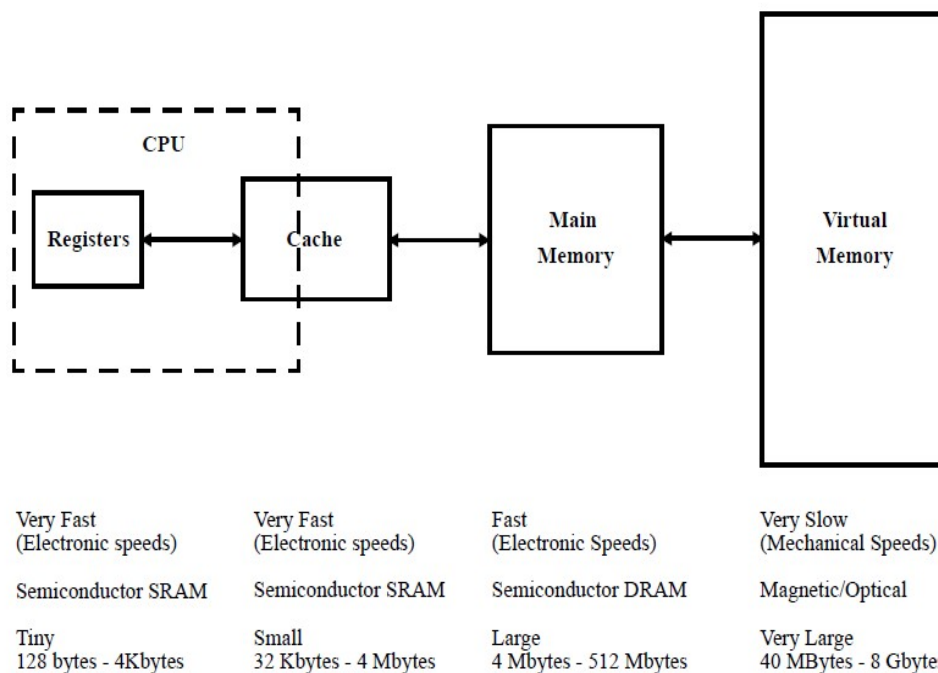 CPU
Registers
Cache
Main
Memory
Virtual
Memory
Very Fast
(Electronic speeds)
Semiconductor SRAM
Tiny
128 bytes - 4Kbytes
Very Fast
(Electronic speeds)
Semiconductor SRAM
Small
32 Kbytes - 4 Mbytes
Fast
(Electronic Speeds)
Semiconductor DRAM
Large
4 Mbytes - 512 Mbytes
Very Slow
(Mechanical Speeds)
Magnetic/Optical
Very Large
40 MBytes - 8 Gbyte